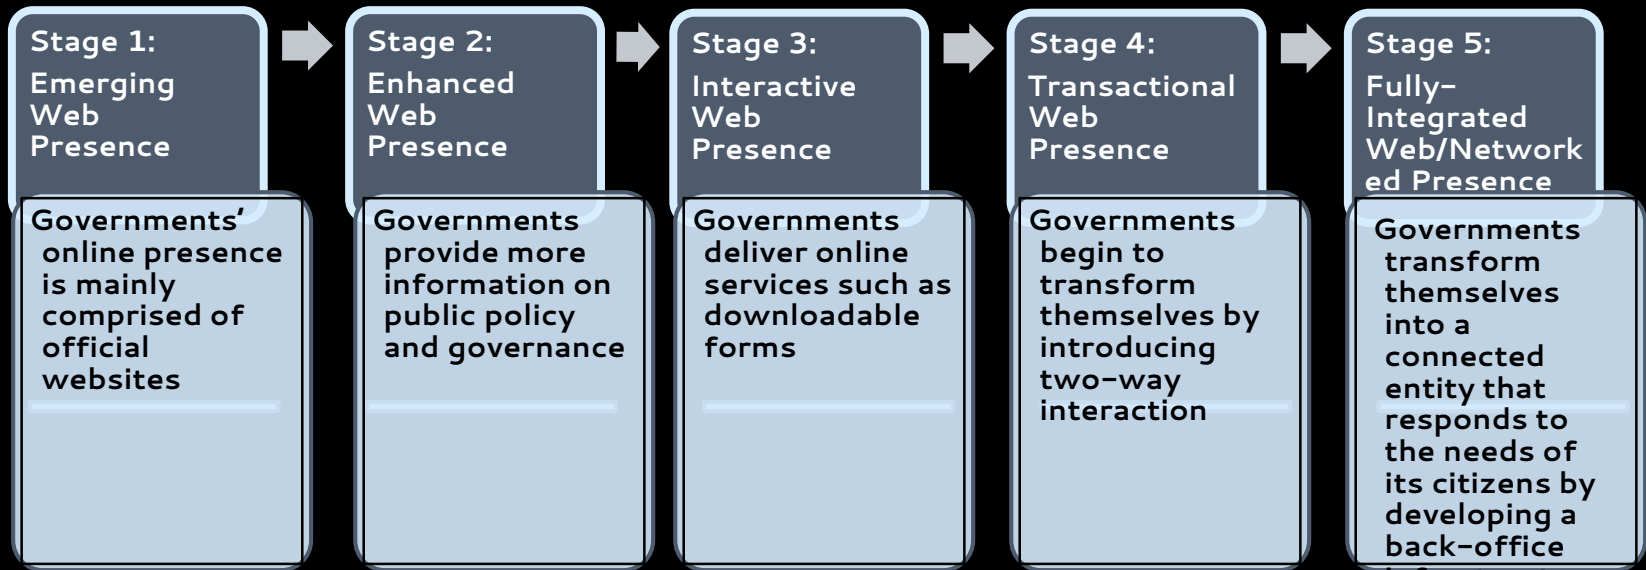 Stage 1:
Emerging
Web
Presence
Governments’
online presence
is mainly
comprised of
official
websites
Stage 2:
Enhanced
Web
Presence
Governments
provide more
information on
public policy
and governance
Stage 3:
Interactive
Web
Presence
Governments
deliver online
services such as
downloadable
forms
Stage 4:
Transactional
Web
Presence
Governments
begin to
transform
themselves by
introducing
two-way
interaction
Stage 5:
Fully-
Integrated
Web/Network
ed Presence
Governments
transform
themselves
into a
connected
entity that
responds to
the needs of
its citizens by
developing a
back-office